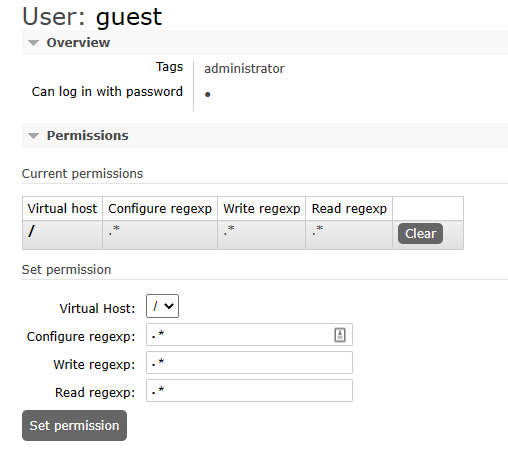 User: guest
Overview
Tags administrator
Can log in with password ●
Permissions
Current permissions
Virtual host Configure regexp Write regexp Read regexp
/ .* .* .* Clear
Set permission
Virtual Host: /
Configure regexp: .*
Write regexp: .*
Read regexp: .*
Set permission